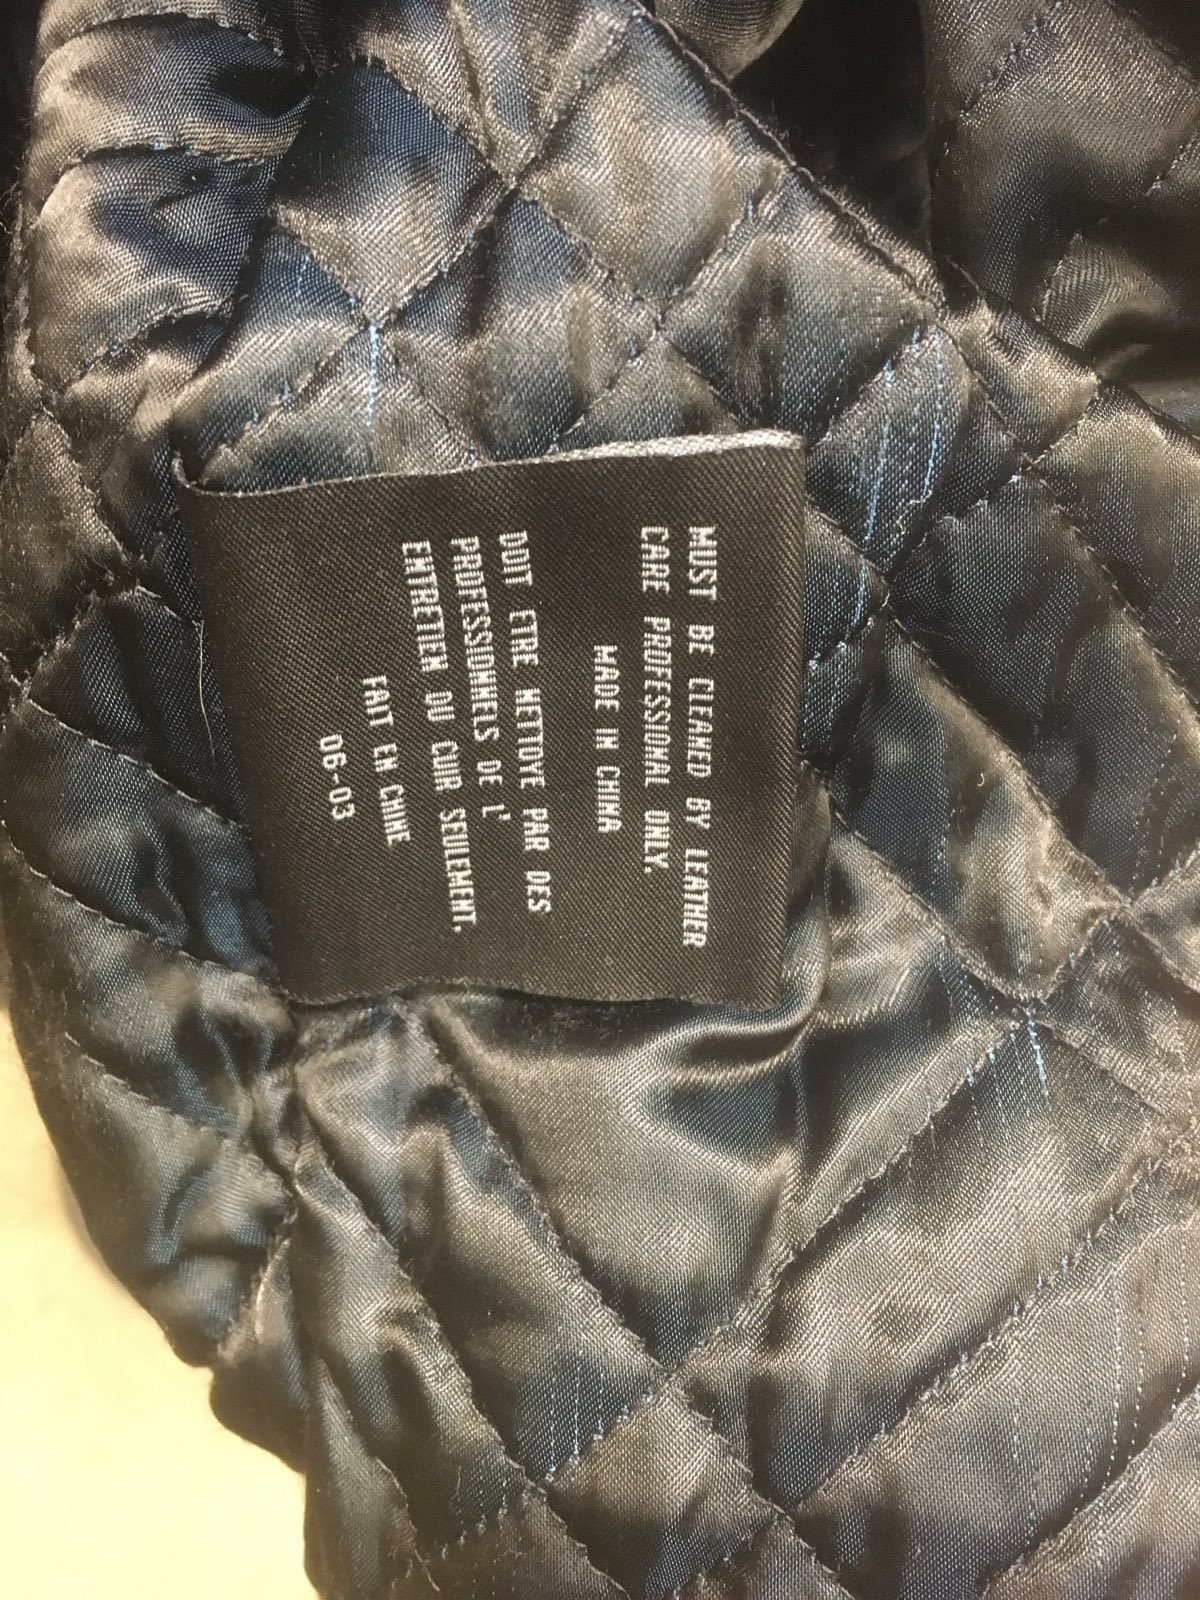 MUST BE CLEANED BY LEATHER
CARE PROFESSIONAL ONLY.
MADE IN CHINA
DOIT ETRE NETTOYE PAR DES
PROFESSIONNELS DE L'
ENTRETIEN DU CUIR SEULEMENT.
FAIT EN CHINE
06-03